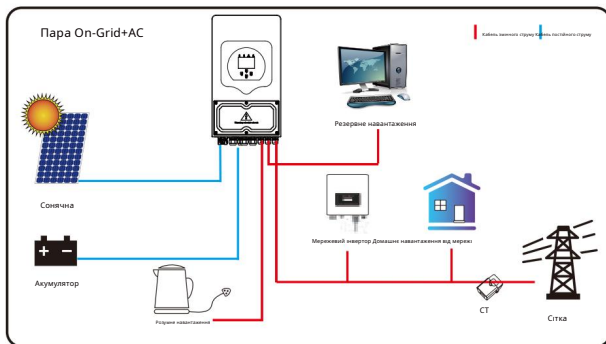 Пара On-Grid+AC
Кабель змінного струму Кабель постійного струму
Резервне навантаження
Сонячна
Мережевий інвертор Домашнє навантаження від мережі
Акумулятор
СТ
Сітка
Розумне навантаження